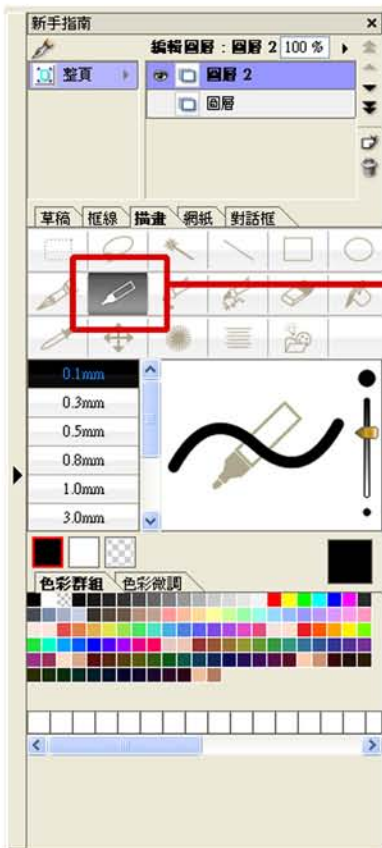 新手指南
編輯圖層：圖層 2 100 %
整頁
圖層 2
圖層
草稿 框線 描畫 網紙 對話框
0.1mm
0.3mm
0.5mm
0.8mm
1.0mm
3.0mm
色彩群組 色彩微調